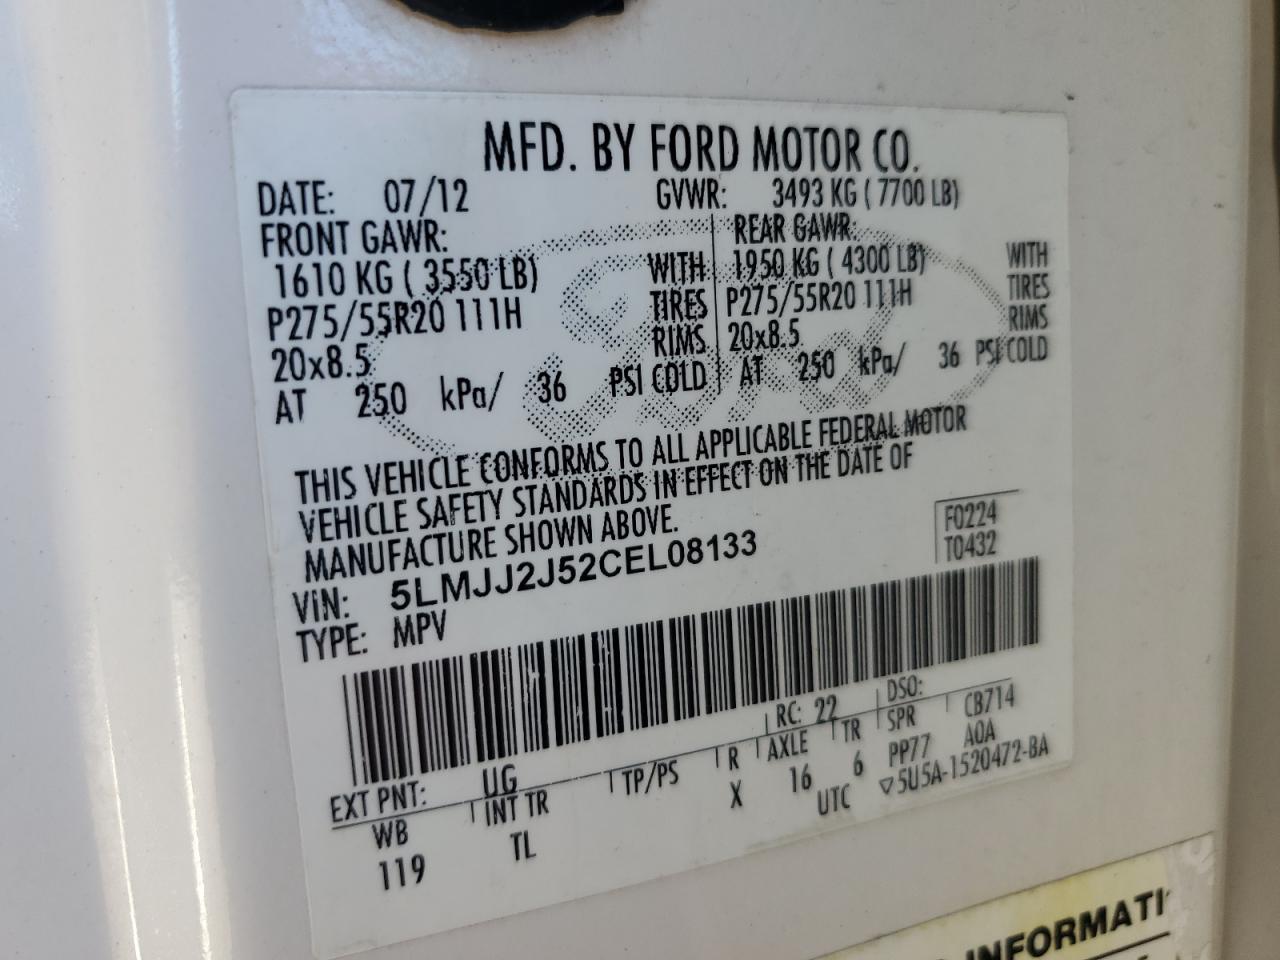 MFD. BY FORD MOTOR CO.
DATE: 07/12 GVWR: 3493 KG ( 7700 LB)
FRONT GAWR: REAR GAWR:
1610 KG ( 3550 LB) WITH 1950 KG ( 4300 LB) WITH
P275/55R20 111H TIRES P275/55R20 111H TIRES
20x8.5 RIMS 20x8.5 RIMS
AT 250 kPa/ 36 PSI COLD AT 250 kPa/ 36 PSI COLD
Ford
THIS VEHICLE CONFORMS TO ALL APPLICABLE FEDERAL MOTOR
VEHICLE SAFETY STANDARDS IN EFFECT ON THE DATE OF
MANUFACTURE SHOWN ABOVE.
F0224
T0432
VIN: 5LMJJ2J52CEL08133
TYPE: MPV
EXT PNT: UG RC: 22 DSO: CB714
WB INT TR TP/PS R AXLE TR SPR A0A
119 TL X 16 6 PP77
UTC ▽5U5A-1520472-BA
INFORMATI